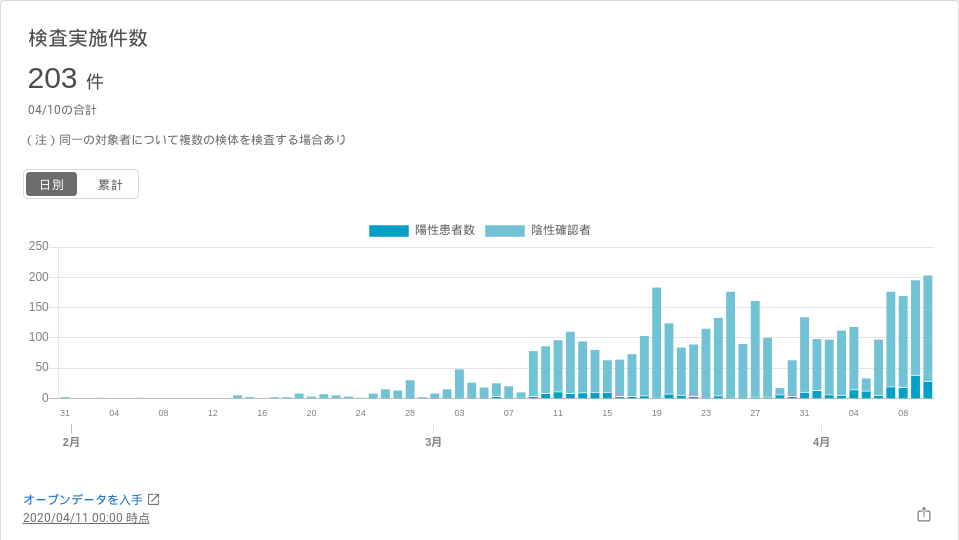 検査実施件数
203 件
04/10の合計
（注）同一の対象者について複数の検体を検査する場合あり
日別 累計
陽性患者数 陰性確認者
250
200
150
100
50
0
31 04 08 12 16 20 24 28 03 07 11 15 19 23 27 31 04 08
2月 3月 4月
オープンデータを入手
2020/04/11 00:00 時点